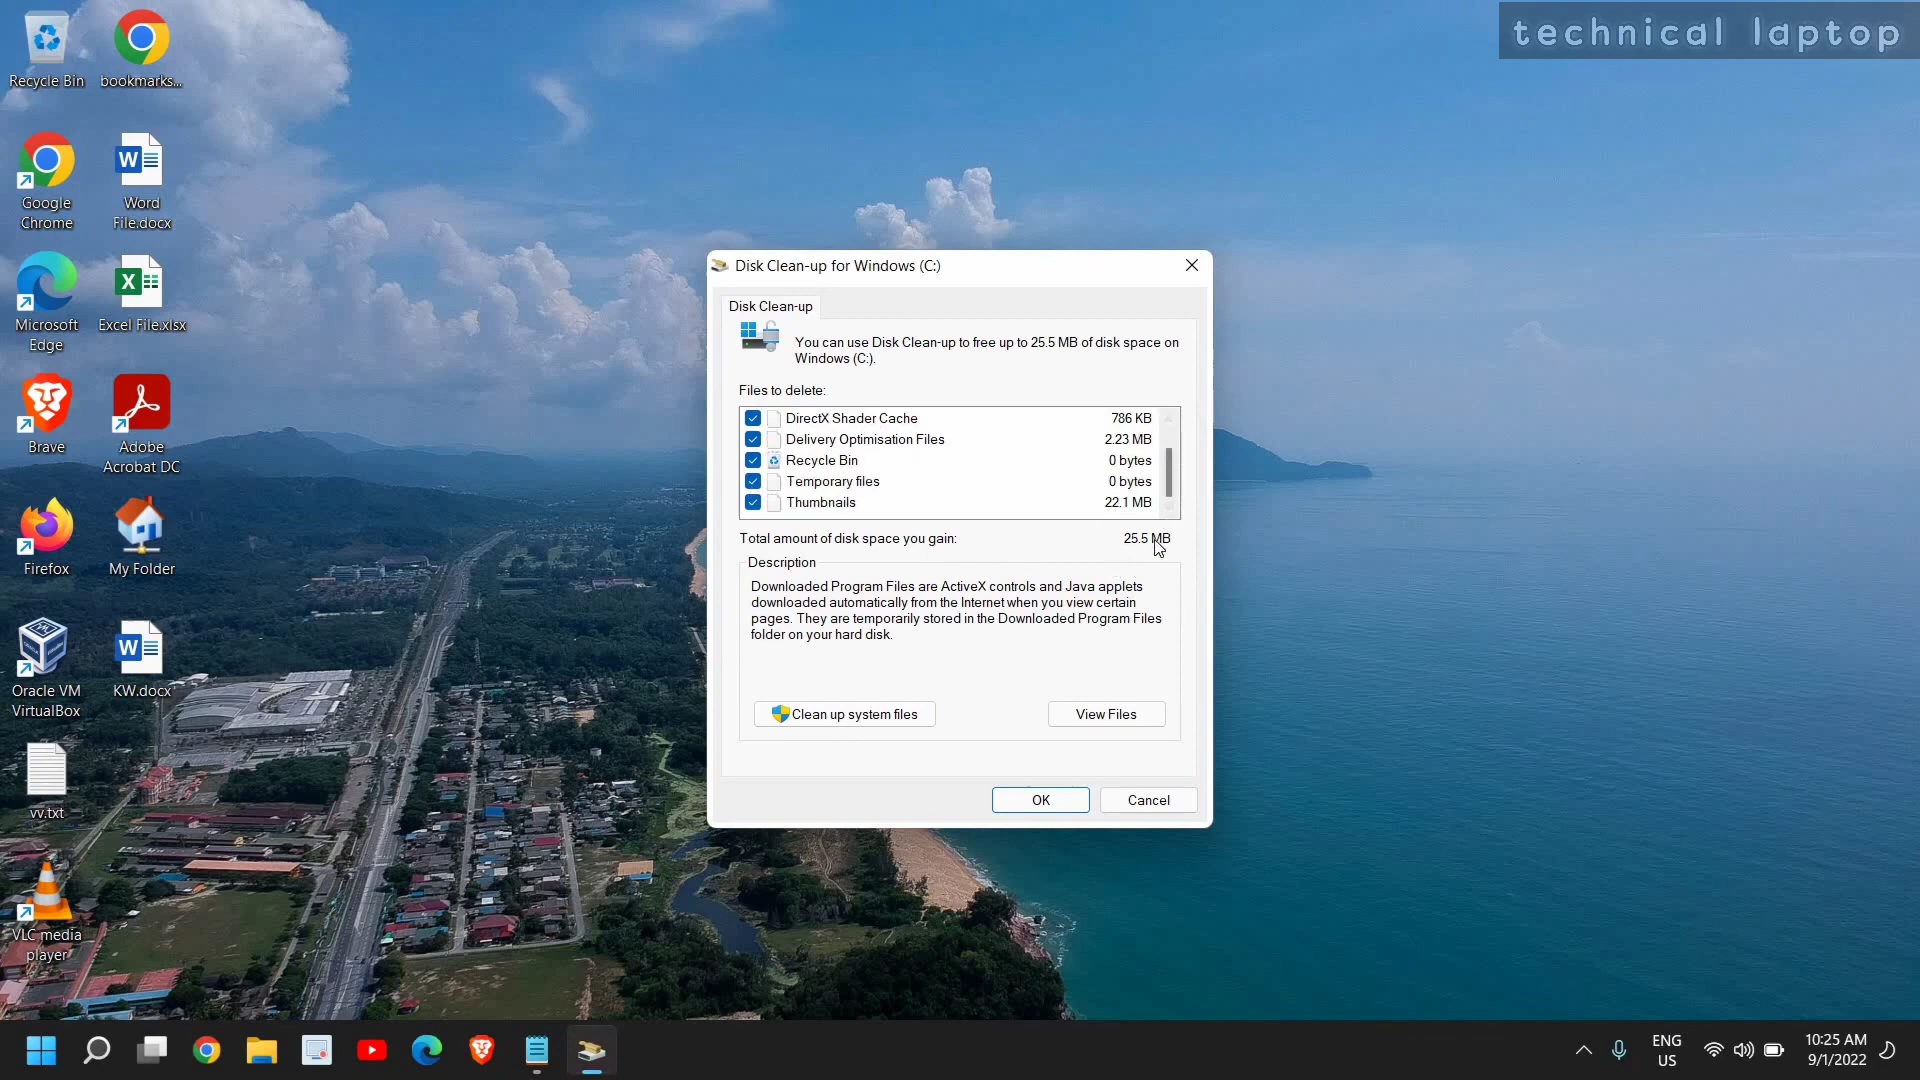 technical laptop
Recycle Bin
bookmarks...
Google
Chrome
Word
File.docx
Microsoft
Edge
Excel File.xlsx
Brave
Adobe
Acrobat DC
Firefox
My Folder
Oracle VM
VirtualBox
KW.docx
vv.txt
VLC media
player
Disk Clean-up for Windows (C:)
Disk Clean-up
You can use Disk Clean-up to free up to 25.5 MB of disk space on
Windows (C:).
Files to delete:
DirectX Shader Cache 786 KB
Delivery Optimisation Files 2.23 MB
Recycle Bin 0 bytes
Temporary files 0 bytes
Thumbnails 22.1 MB
Total amount of disk space you gain: 25.5 MB
Description
Downloaded Program Files are ActiveX controls and Java applets
downloaded automatically from the Internet when you view certain
pages. They are temporarily stored in the Downloaded Program Files
folder on your hard disk.
Clean up system files
View Files
OK
Cancel
ENG
US
10:25 AM
9/1/2022